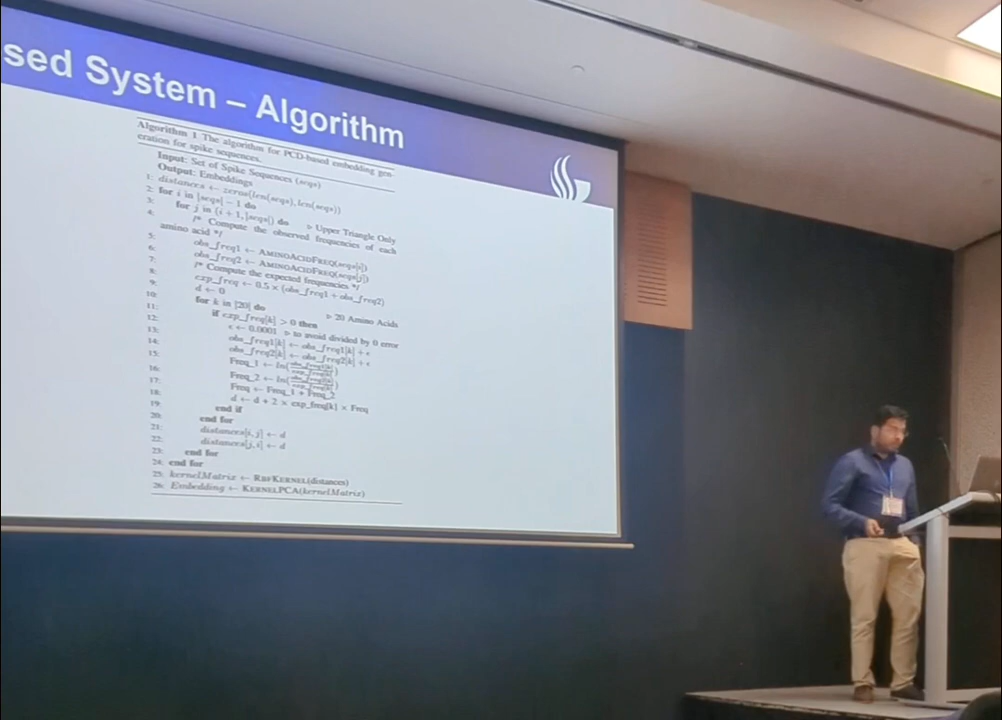 sed System – Algorithm
Algorithm 1 The algorithm for PCD-based embedding gen-
eration for spike sequences.
Input: Set of Spike Sequences (seqs)
Output: Embeddings
1: distances ← zeros(len(seqs), len(seqs))
2: for i in |seqs| − 1 do
3: for j in (i + 1, |seqs|) do ▷ Upper Triangle Only
4: /* Compute the observed frequencies of each
amino acid */
5: obs_freq1 ← AMINOACIDFREQ(seqs[i])
6: obs_freq2 ← AMINOACIDFREQ(seqs[j])
7: /* Compute the expected frequencies */
8: exp_freq ← 0.5 × (obs_freq1 + obs_freq2)
9: d ← 0
10: for k in |20| do ▷ 20 Amino Acids
11: if exp_freq[k] > 0 then
12: ϵ ← 0.0001 ▷ to avoid divided by 0 error
13: obs_freq1[k] ← obs_freq1[k] + ϵ
14: obs_freq2[k] ← obs_freq2[k] + ϵ
15: Freq_1 ← ln(obs_freq1[k]/exp_freq[k])
16: Freq_2 ← ln(obs_freq2[k]/exp_freq[k])
17: Freq ← Freq_1 + Freq_2
18: d ← d + 2 × exp_freq[k] × Freq
19: end if
20: end for
21: distances[i, j] ← d
22: distances[j, i] ← d
23: end for
24: end for
25: kernelMatrix ← RBFKERNEL(distances)
26: Embedding ← KERNELPCA(kernelMatrix)